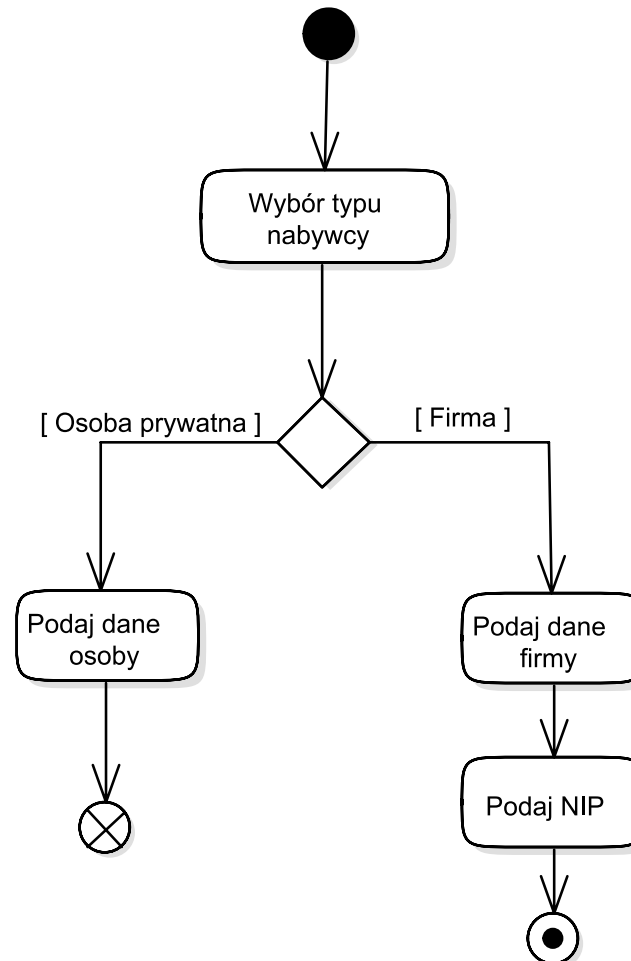 Wybór typu
nabywcy
[ Osoba prywatna ]
[ Firma ]
Podaj dane
osoby
Podaj dane
firmy
Podaj NIP